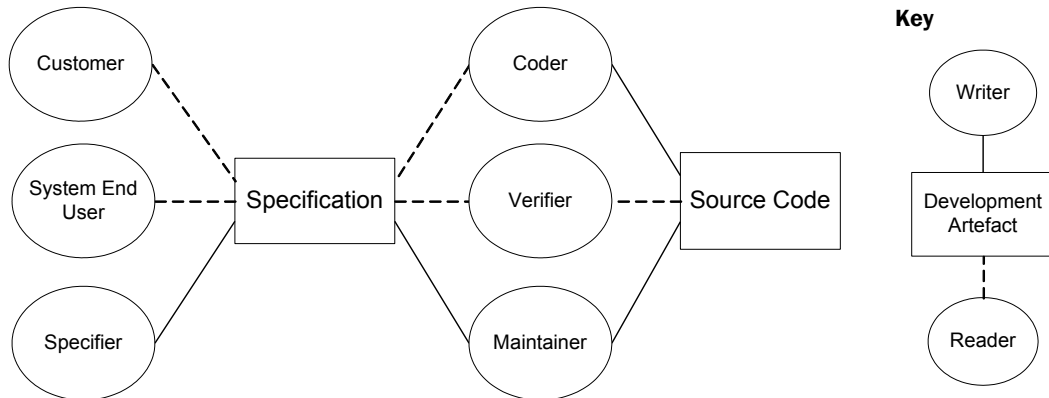 Key
Customer
Coder
Writer
System End
User
Specification
Verifier
Source Code
Development
Artefact
Specifier
Maintainer
Reader